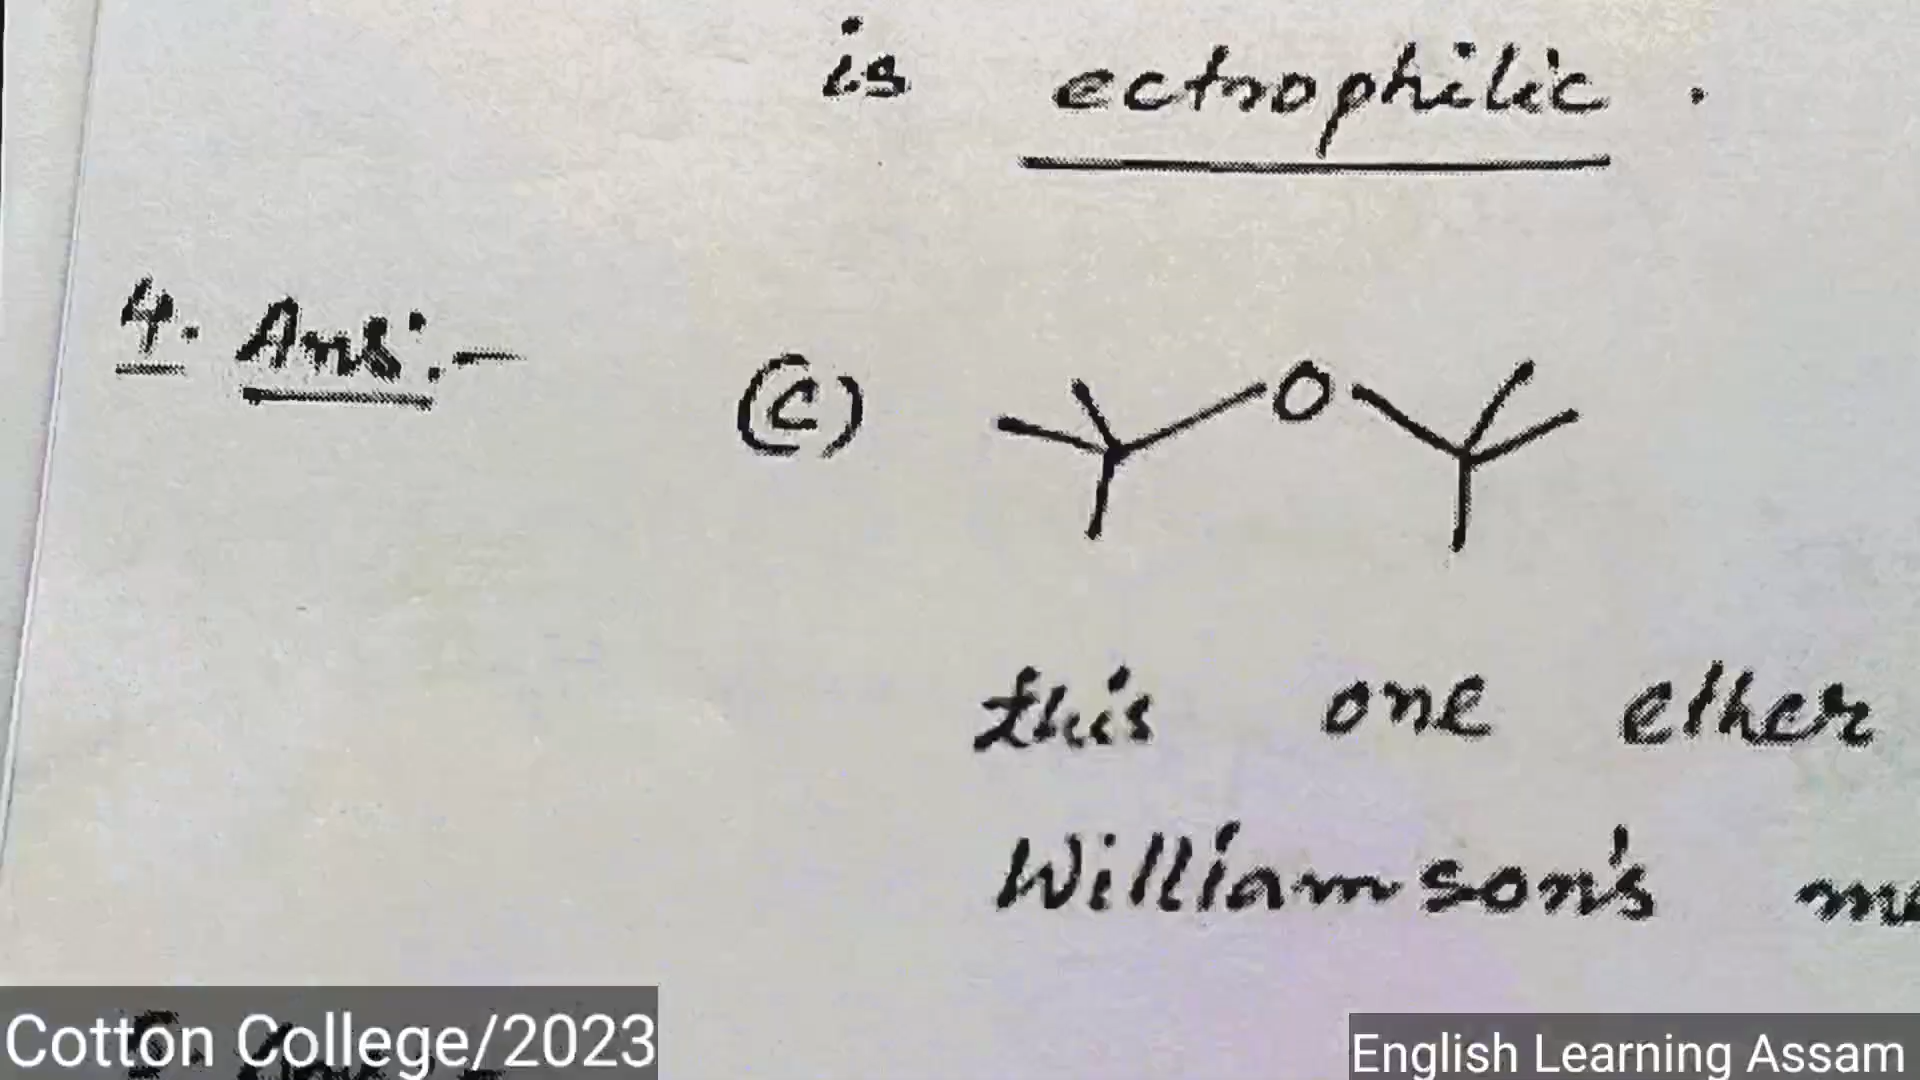 is ectrophilic .
4. Ans:-
(c) O
this one ether
Williamson's
Cotton College/2023
English Learning Assam